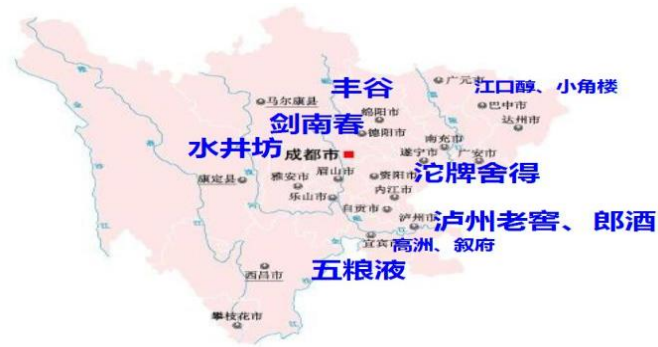 广元市
江口醇、小角楼
丰谷
巴中市
马尔康县
绵阳市
达州市
剑南春
德阳市
水井坊
成都市
南充市
遂宁市
广安市
沱牌舍得
康定县
雅安市
眉山市
资阳市
内江市
乐山市
自贡市
泸州市
泸州老窖、郎酒
宜宾市
高洲、叙府
五粮液
西昌市
攀枝花市